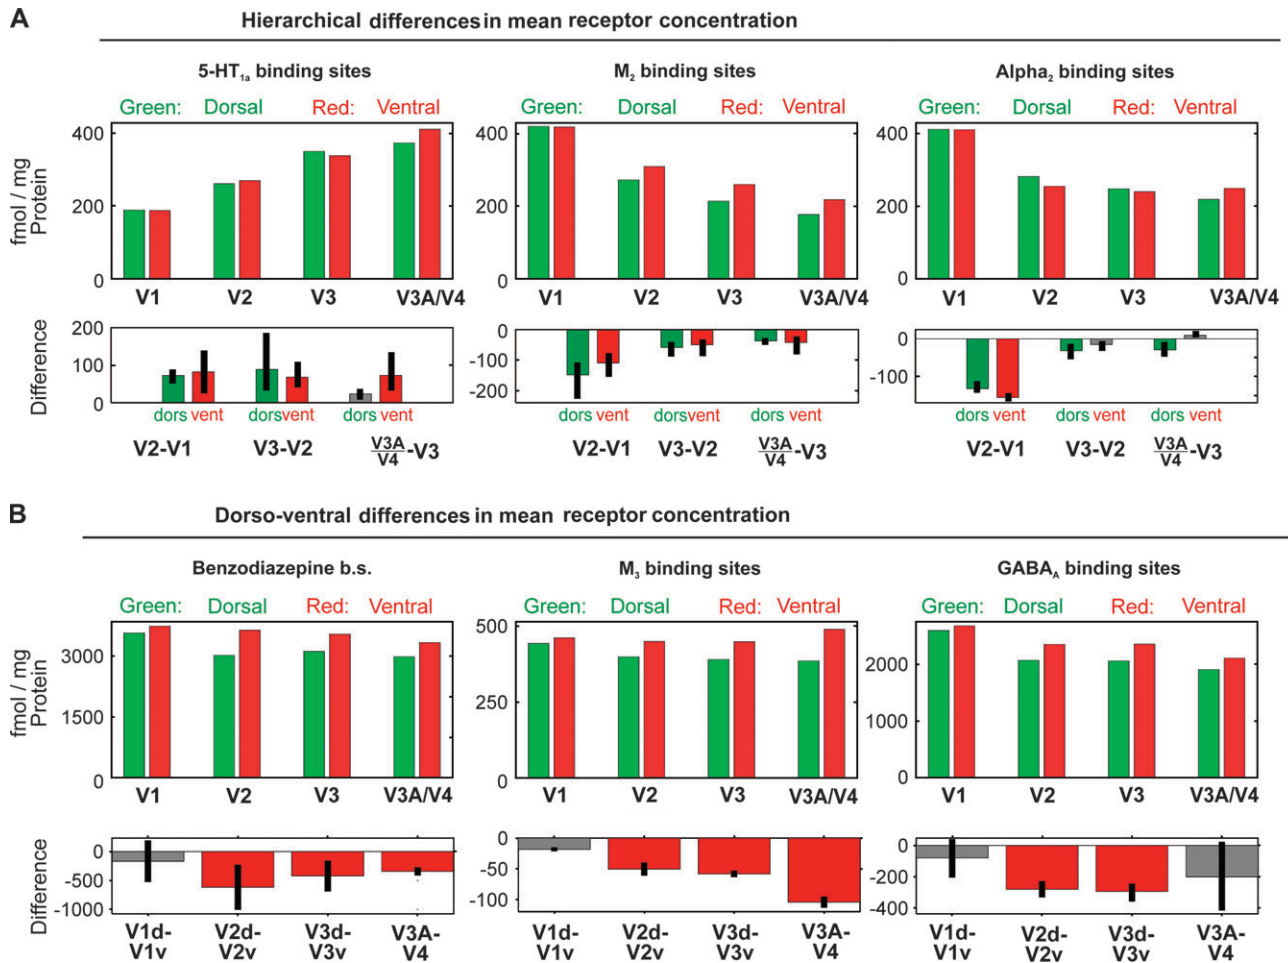 A
Hierarchical differences in mean receptor concentration
5-HT1a binding sites
M2 binding sites
Alpha2 binding sites
Green: Dorsal Red: Ventral
Green: Dorsal Red: Ventral
Green: Dorsal Red: Ventral
fmol / mg
Protein
400
200
0
400
200
0
400
200
0
V1 V2 V3 V3A/V4
V1 V2 V3 V3A/V4
V1 V2 V3 V3A/V4
Difference
200
100
0
0
-100
-200
0
-100
dors vent dors vent dors vent
dors vent dors vent dors vent
dors vent dors vent dors vent
V2-V1 V3-V2 V3A/V4-V3
V2-V1 V3-V2 V3A/V4-V3
V2-V1 V3-V2 V3A/V4-V3
B
Dorso-ventral differences in mean receptor concentration
Benzodiazepine b.s.
M3 binding sites
GABAA binding sites
Green: Dorsal Red: Ventral
Green: Dorsal Red: Ventral
Green: Dorsal Red: Ventral
fmol / mg
Protein
3000
1500
0
500
250
0
2000
1000
0
V1 V2 V3 V3A/V4
V1 V2 V3 V3A/V4
V1 V2 V3 V3A/V4
Difference
0
-500
-1000
0
-50
-100
0
-200
-400
V1d- V2d- V3d- V3A-
V1v V2v V3v V4
V1d- V2d- V3d- V3A-
V1v V2v V3v V4
V1d- V2d- V3d- V3A-
V1v V2v V3v V4